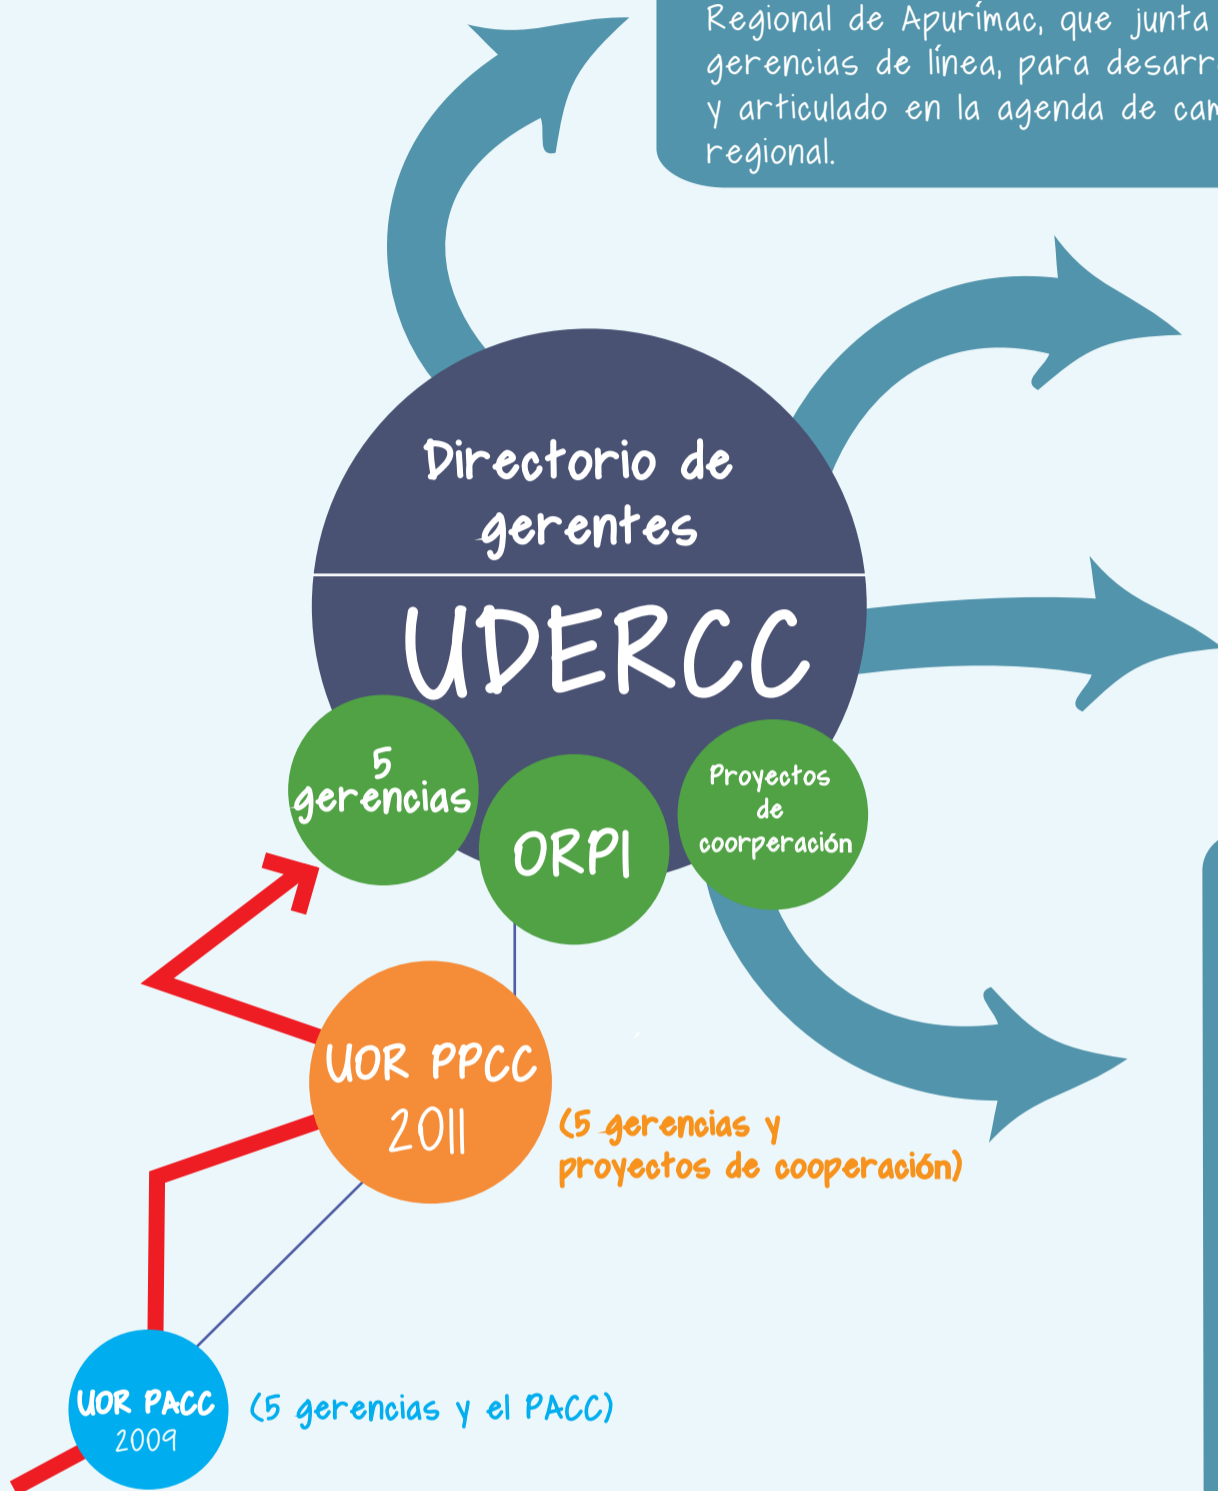 Regional de Apurímac, que junta
gerencias de línea, para desarr
y articulado en la agenda de cam
regional.
Directorio de
gerentes
UDERCC
5
gerencias
ORPI
Proyectos
de
coorperación
UOR PPCC
2011
(5 gerencias y
proyectos de cooperación)
UOR PACC
2009
(5 gerencias y el PACC)